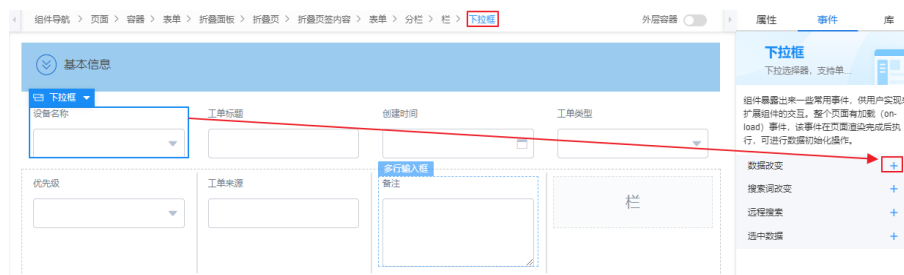 组件导航 > 页面 > 容器 > 表单 > 折叠面板 > 折叠页 > 折叠页签内容 > 表单 > 分栏 > 栏 > 下拉框
外层容器
属性 事件 库
基本信息
下拉框
设备名称
工单标题
创建时间
工单类型
优先级
工单来源
多行输入框
备注
栏
下拉框
下拉选择器，支持单...
组件暴露出来一些常用事件，供用户实现
扩展组件的交互。整个页面有加载（on-
load）事件，该事件在页面渲染完成后执
行，可进行数据初始化操作。
数据改变 +
搜索词改变 +
远程搜索 +
选中数据 +